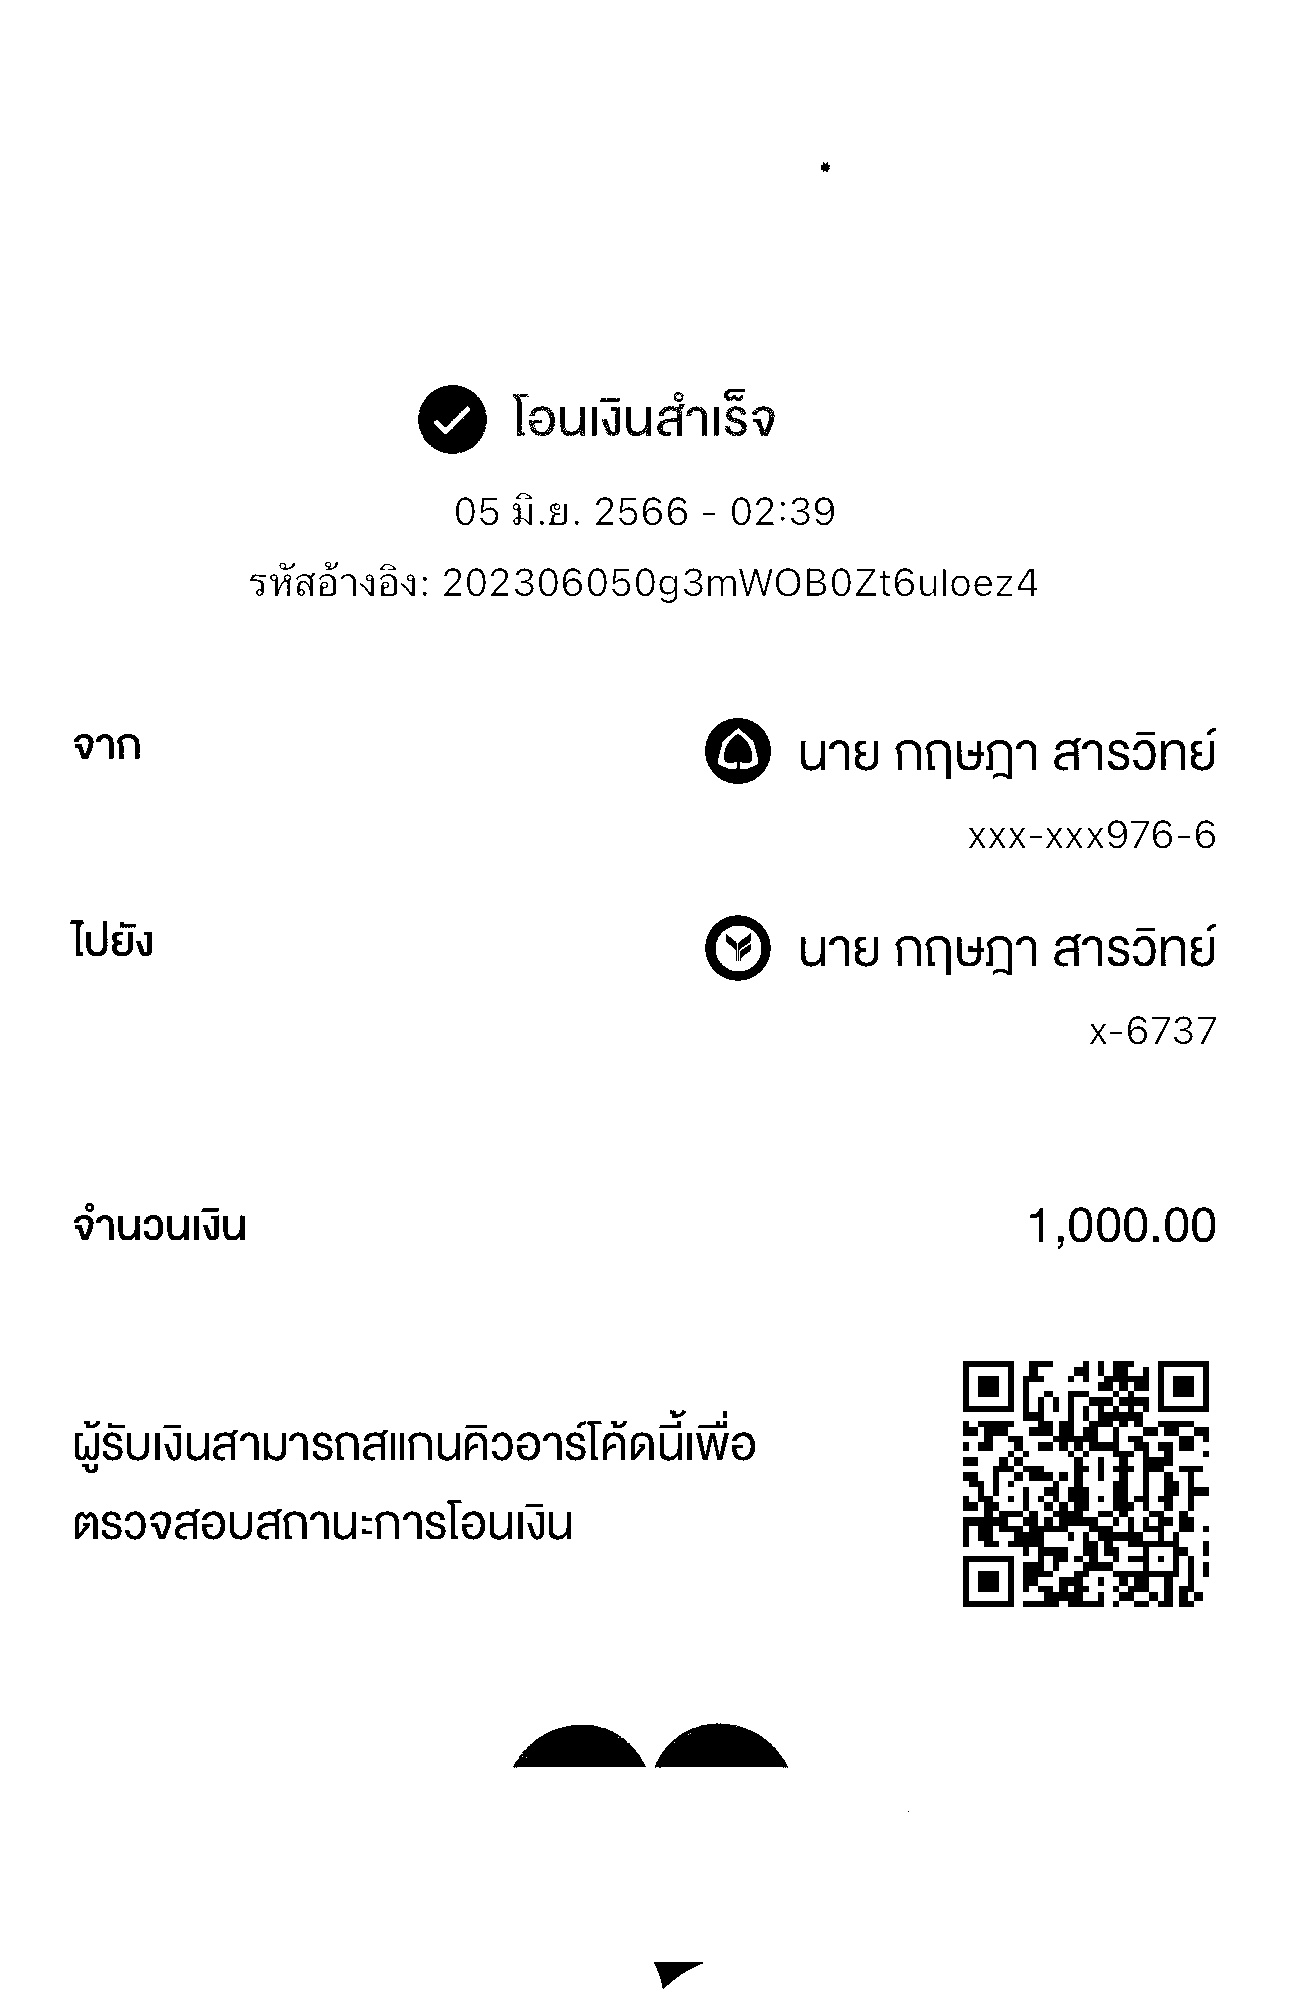 โอนเงินสำเร็จ
05 มิ.ย. 2566 - 02:39
รหัสอ้างอิง: 202306050g3mWOB0Zt6uIoez4
จาก
นาย กฤษฎา สารวิทย์
xxx-xxx976-6
ไปยัง
นาย กฤษฎา สารวิทย์
x-6737
จำนวนเงิน
1,000.00
ผู้รับเงินสามารถสแกนคิวอาร์โค้ดนี้เพื่อ
ตรวจสอบสถานะการโอนเงิน